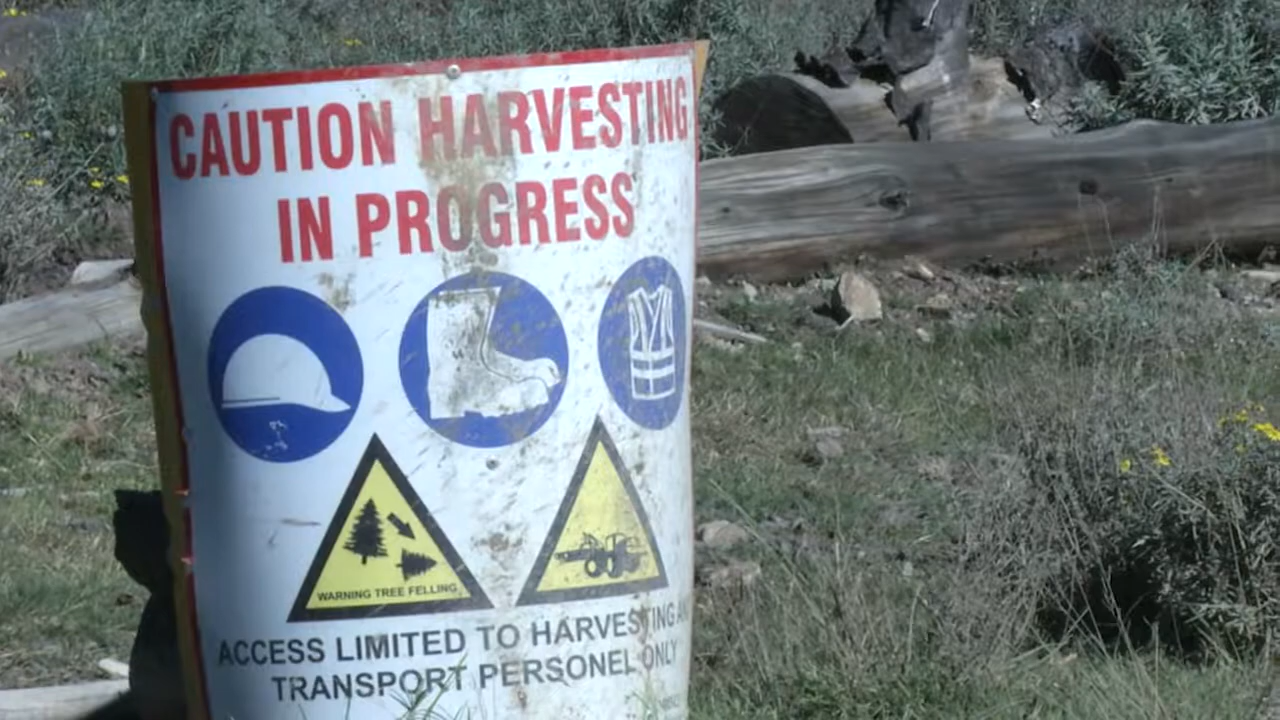 CAUTION HARVESTING
IN PROGRESS
WARNING TREE FELLING
ACCESS LIMITED TO HARVESTING
TRANSPORT PERSONEL ONLY